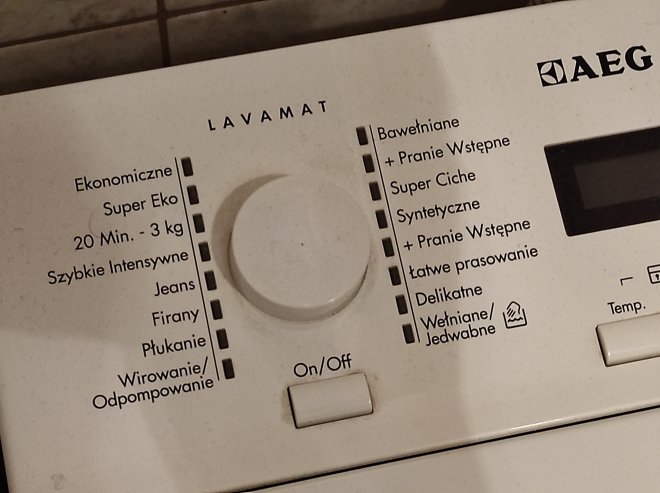 AEG
LAVAMAT
Ekonomiczne
Super Eko
20 Min. - 3 kg
Szybkie Intensywne
Jeans
Firany
Płukanie
Wirowanie/
Odpompowanie
Bawełniane
+ Pranie Wstępne
Super Ciche
Syntetyczne
+ Pranie Wstępne
Łatwe prasowanie
Delikatne
Wełniane/
Jedwabne
On/Off
Temp.